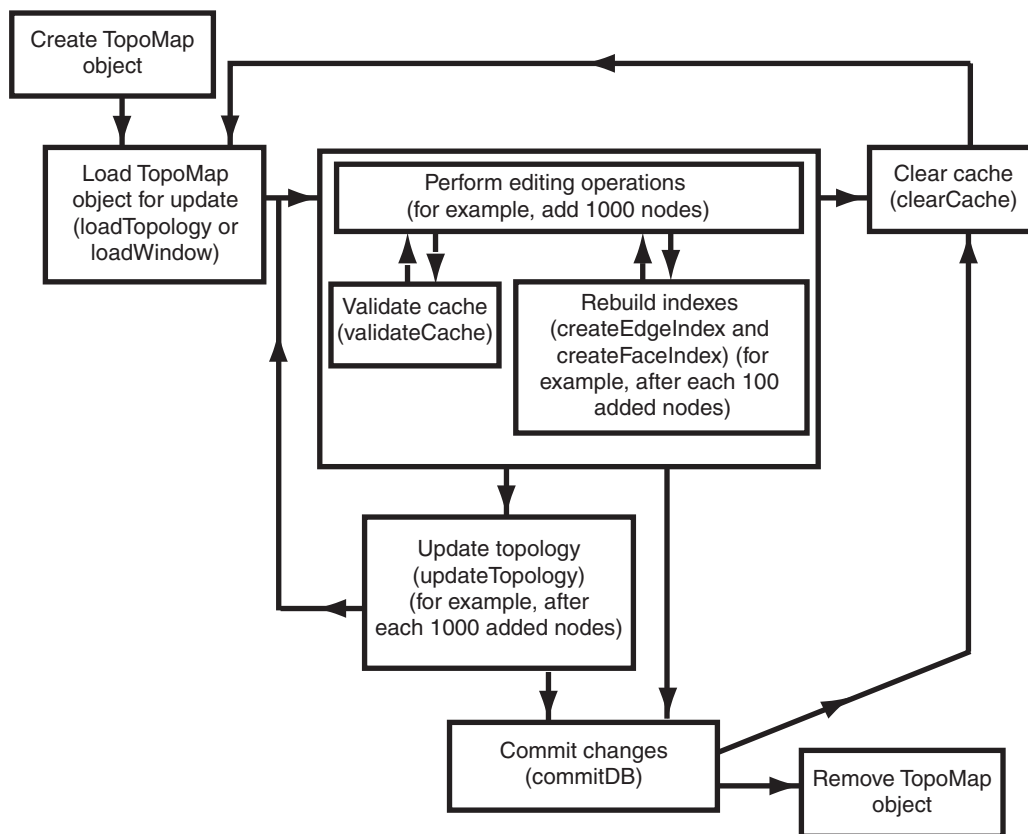 Create TopoMap
object
Load TopoMap
object for update
(loadTopology or
loadWindow)
Perform editing operations
(for example, add 1000 nodes)
Clear cache
(clearCache)
Validate cache
(validateCache)
Rebuild indexes
(createEdgeIndex and
createFaceIndex) (for
example, after each 100
added nodes)
Update topology
(updateTopology)
(for example, after
each 1000 added nodes)
Commit changes
(commitDB)
Remove TopoMap
object